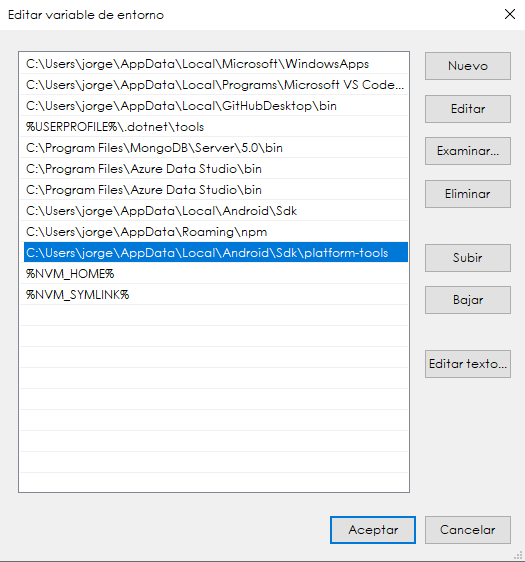 Editar variable de entorno
C:\Users\jorge\AppData\Local\Microsoft\WindowsApps
C:\Users\jorge\AppData\Local\Programs\Microsoft VS Code...
C:\Users\jorge\AppData\Local\GitHubDesktop\bin
%USERPROFILE%\.dotnet\tools
C:\Program Files\MongoDB\Server\5.0\bin
C:\Program Files\Azure Data Studio\bin
C:\Program Files\Azure Data Studio\bin
C:\Users\jorge\AppData\Local\Android\Sdk
C:\Users\jorge\AppData\Roaming\npm
C:\Users\jorge\AppData\Local\Android\Sdk\platform-tools
%NVM_HOME%
%NVM_SYMLINK%
Nuevo
Editar
Examinar...
Eliminar
Subir
Bajar
Editar texto...
Aceptar
Cancelar